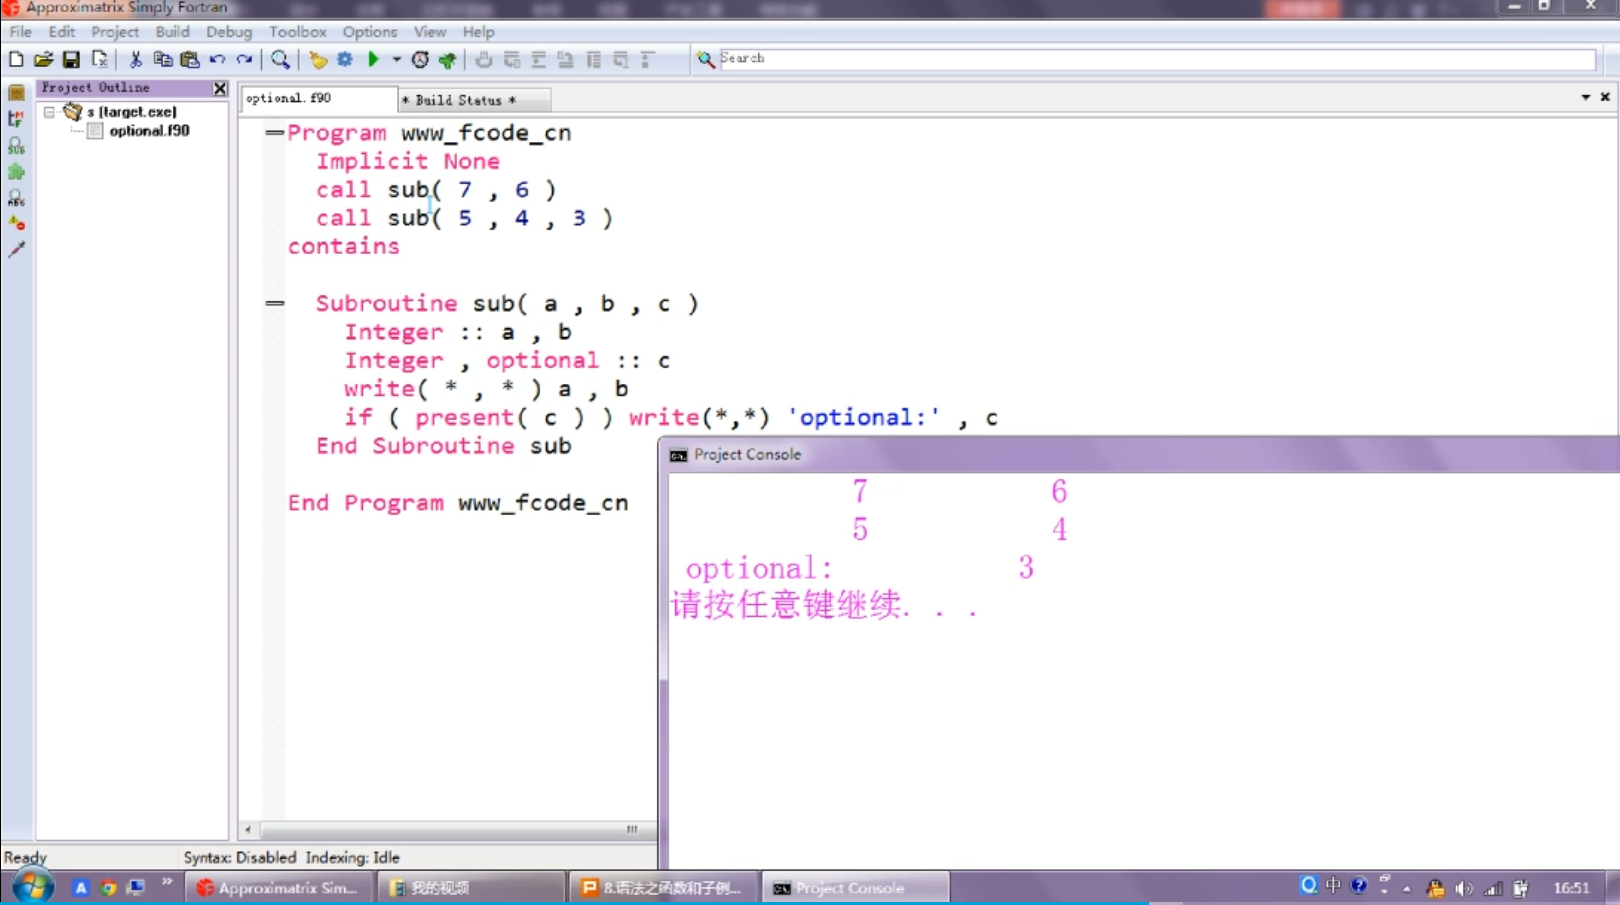 Approximatrix Simply Fortran
File Edit Project Build Debug Toolbox Options View Help
Search
Project Outline
s [target.exe]
optional.f90
optional.f90
* Build Status *
Program www_fcode_cn
Implicit None
call sub( 7 , 6 )
call sub( 5 , 4 , 3 )
contains
Subroutine sub( a , b , c )
Integer :: a , b
Integer , optional :: c
write( * , * ) a , b
if ( present( c ) ) write(*,*) 'optional:' , c
End Subroutine sub
End Program www_fcode_cn
Project Console
7 6
5 4
optional: 3
请按任意键继续. . .
Ready
Syntax: Disabled Indexing: Idle
Approximatrix Sim...
我的视频
8.语法之函数和子例...
Project Console
中
16:51